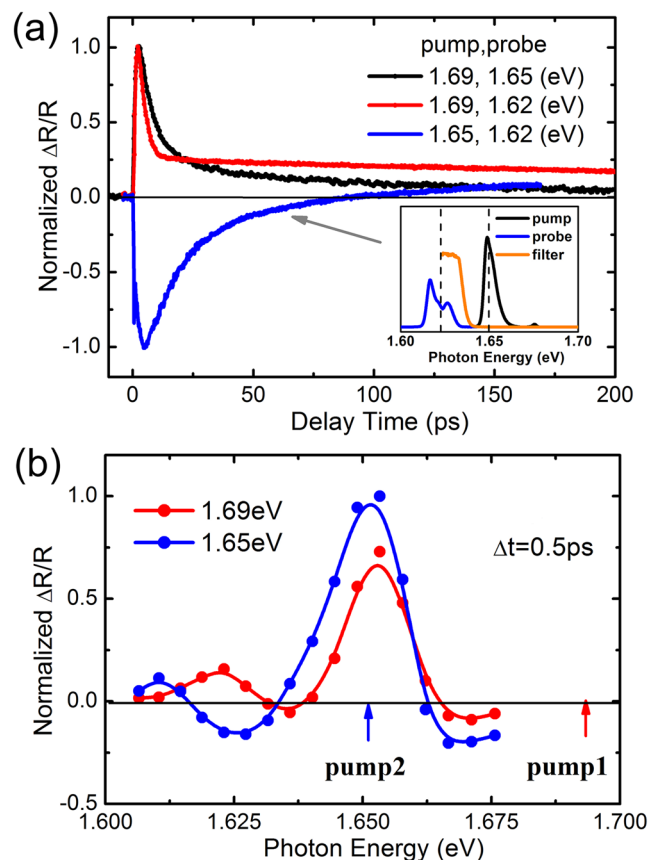 (a)
pump,probe
1.69, 1.65 (eV)
1.69, 1.62 (eV)
1.65, 1.62 (eV)
Normalized ΔR/R
1.0
0.5
0.0
-0.5
-1.0
pump
probe
filter
1.60 1.65 1.70
Photon Energy (eV)
0 50 100 150 200
Delay Time (ps)
(b)
1.69eV
1.65eV
Δt=0.5ps
Normalized ΔR/R
1.0
0.5
0.0
-0.5
pump2
pump1
1.600 1.625 1.650 1.675 1.700
Photon Energy (eV)